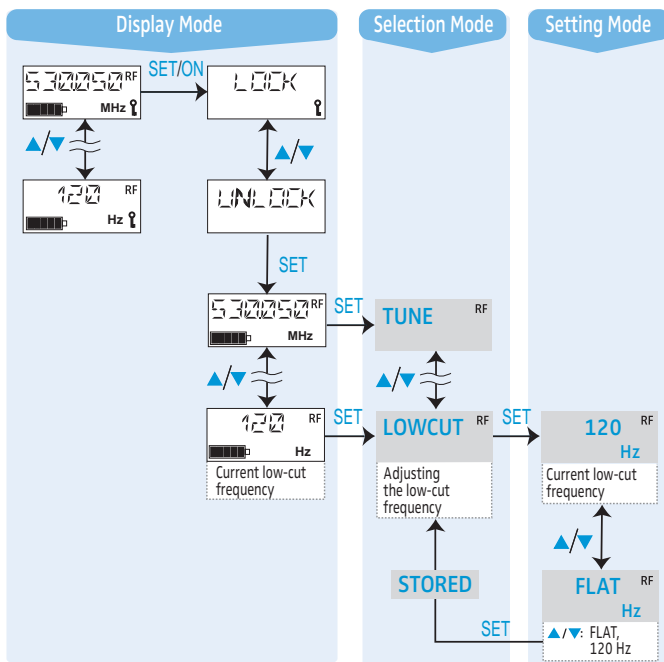 Display Mode
Selection Mode
Setting Mode
530.050 RF
MHz
SET/ON
LOCK
▲/▼
▲/▼
120 RF
Hz
UNLOCK
SET
530.050 RF
MHz
SET
TUNE RF
▲/▼
▲/▼
120 RF
Hz
SET
LOWCUT RF
SET
120 RF
Hz
Current low-cut
frequency
Adjusting
the low-cut
frequency
Current low-cut
frequency
▲/▼
STORED
FLAT RF
Hz
SET
▲/▼: FLAT,
120 Hz